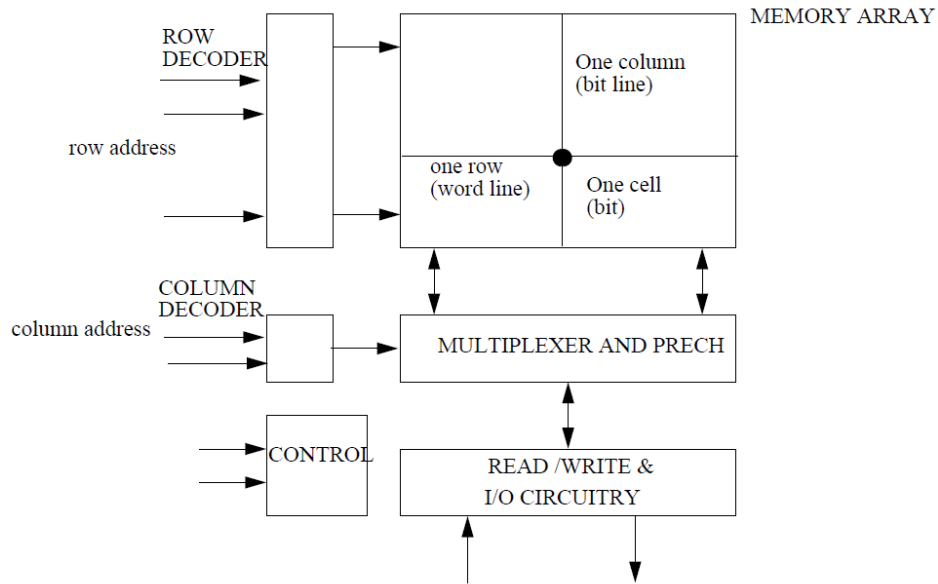 MEMORY ARRAY
ROW
DECODER
One column
(bit line)
row address
one row
(word line)
One cell
(bit)
COLUMN
DECODER
column address
MULTIPLEXER AND PRECH
CONTROL
READ /WRITE &
I/O CIRCUITRY